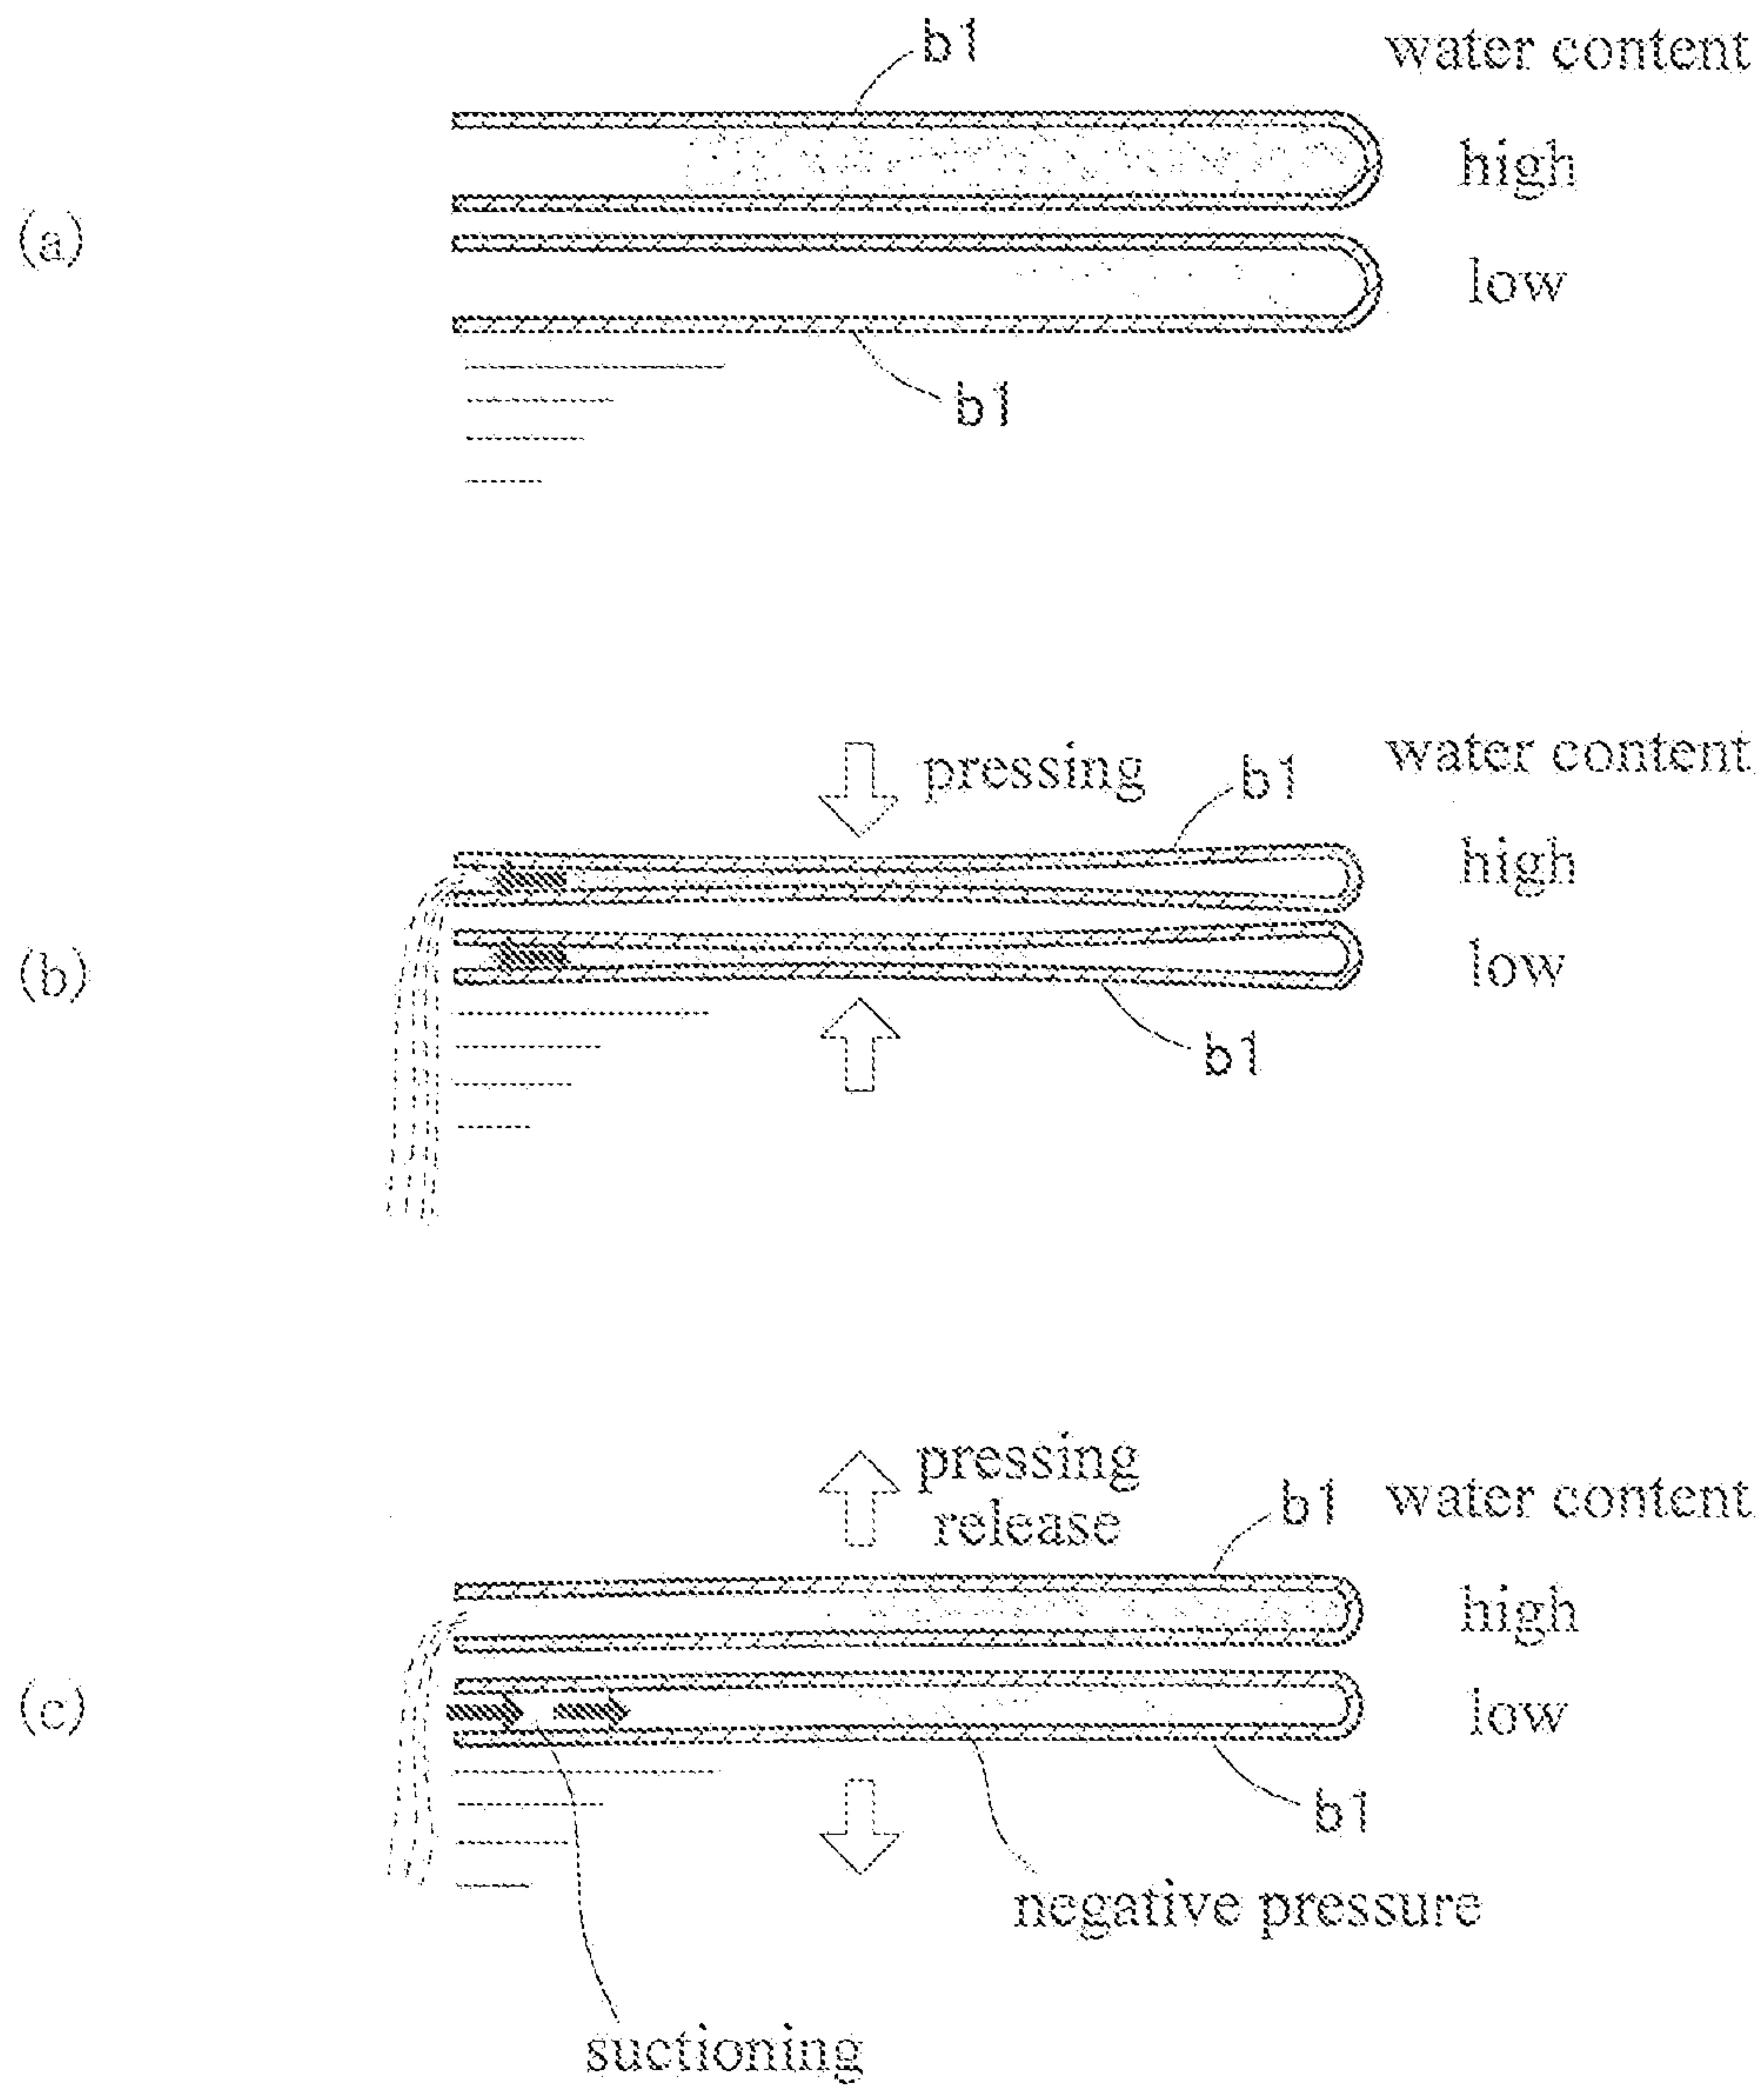 b1 water content
high
(a)
low
b1
pressing b1 water content
high
(b) low
b1
pressing
release
b1 water content
high
(c) low
b1
negative pressure
suctioning